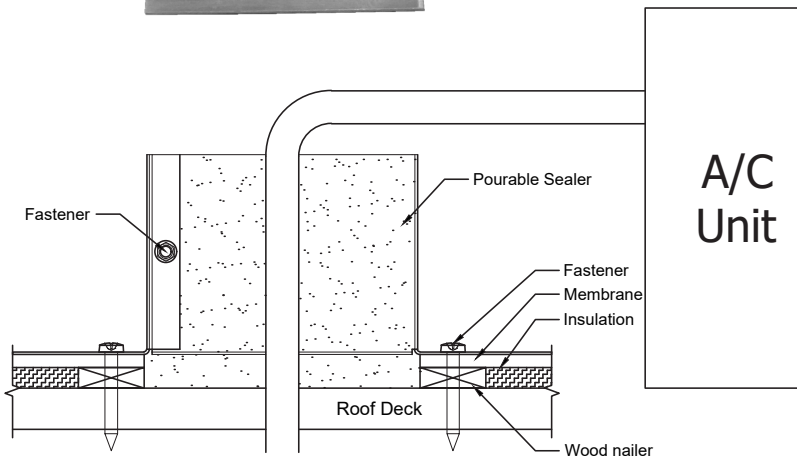 A/C
Unit
Pourable Sealer
Fastener
Fastener
Membrane
Insulation
Roof Deck
Wood nailer